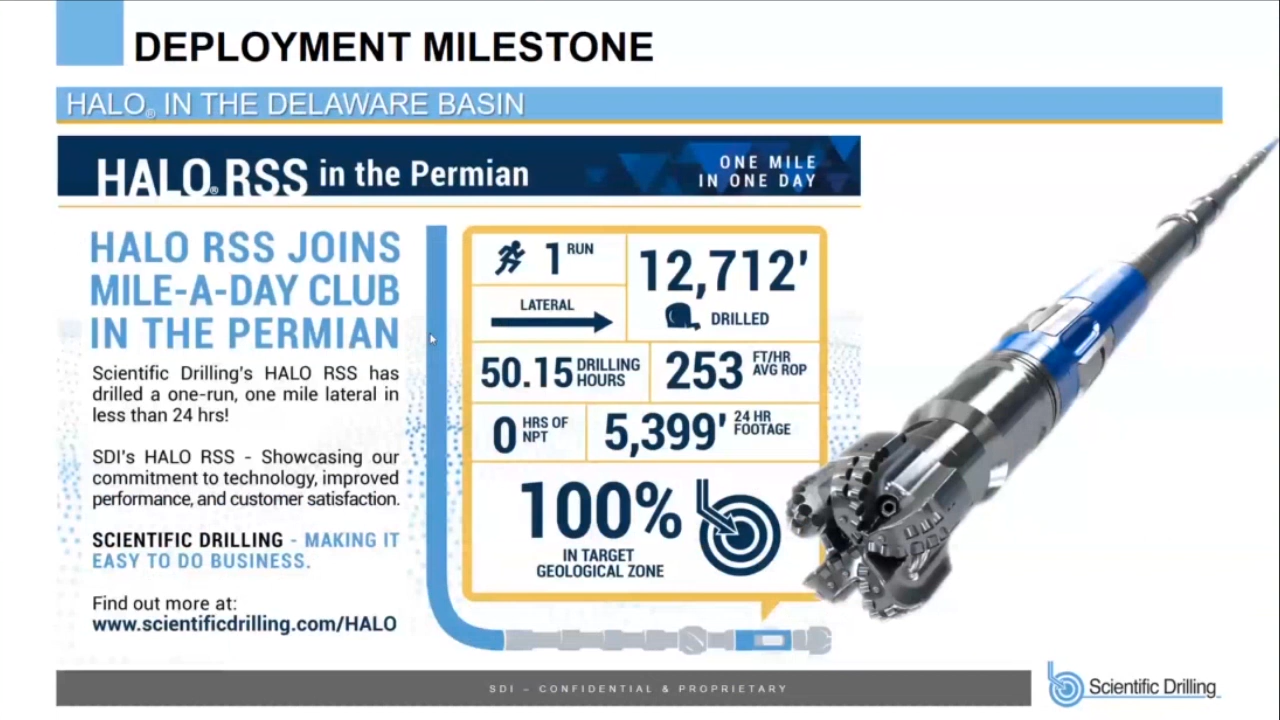 DEPLOYMENT MILESTONE
HALO® IN THE DELAWARE BASIN
HALO® RSS in the Permian
ONE MILE
IN ONE DAY
HALO RSS JOINS
MILE-A-DAY CLUB
IN THE PERMIAN
Scientific Drilling's HALO RSS has
drilled a one-run, one mile lateral in
less than 24 hrs!
SDI's HALO RSS - Showcasing our
commitment to technology, improved
performance, and customer satisfaction.
SCIENTIFIC DRILLING - MAKING IT
EASY TO DO BUSINESS.
Find out more at:
www.scientificdrilling.com/HALO
1 RUN
LATERAL
12,712'
DRILLED
50.15 DRILLING
HOURS
253 FT/HR
AVG ROP
0 HRS OF
NPT
5,399' 24 HR
FOOTAGE
100%
IN TARGET
GEOLOGICAL ZONE
SDI – CONFIDENTIAL & PROPRIETARY
Scientific Drilling